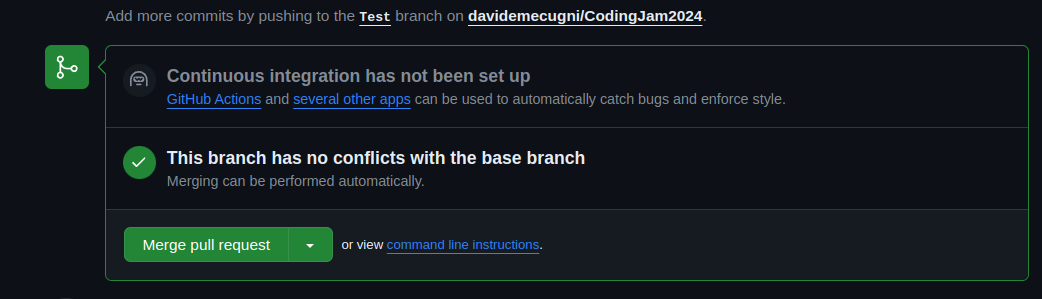 Add more commits by pushing to the Test branch on davidemecugni/CodingJam2024.
Continuous integration has not been set up
GitHub Actions and several other apps can be used to automatically catch bugs and enforce style.
This branch has no conflicts with the base branch
Merging can be performed automatically.
Merge pull request or view command line instructions.